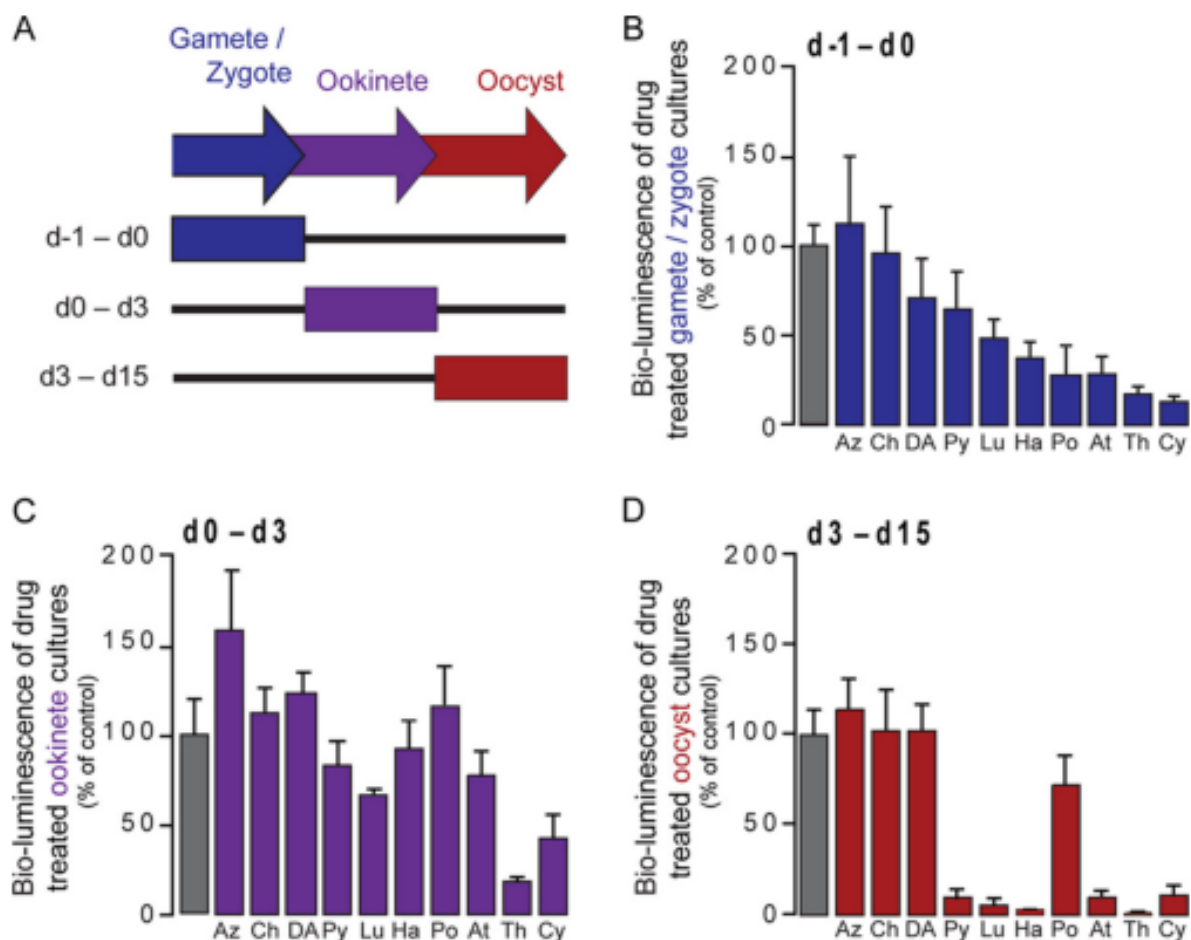 A
Gamete /
Zygote
Ookinete
Oocyst
d-1 – d0
d0 – d3
d3 – d15
B
d-1 – d0
Bio-luminescence of drug
treated gamete / zygote cultures
(% of control)
200
150
100
50
0
Az Ch DA Py Lu Ha Po At Th Cy
C
d0 – d3
Bio-luminescence of drug
treated ookinete cultures
(% of control)
200
150
100
50
0
Az Ch DA Py Lu Ha Po At Th Cy
D
d3 – d15
Bio-luminescence of drug
treated oocyst cultures
(% of control)
200
150
100
50
0
Az Ch DA Py Lu Ha Po At Th Cy